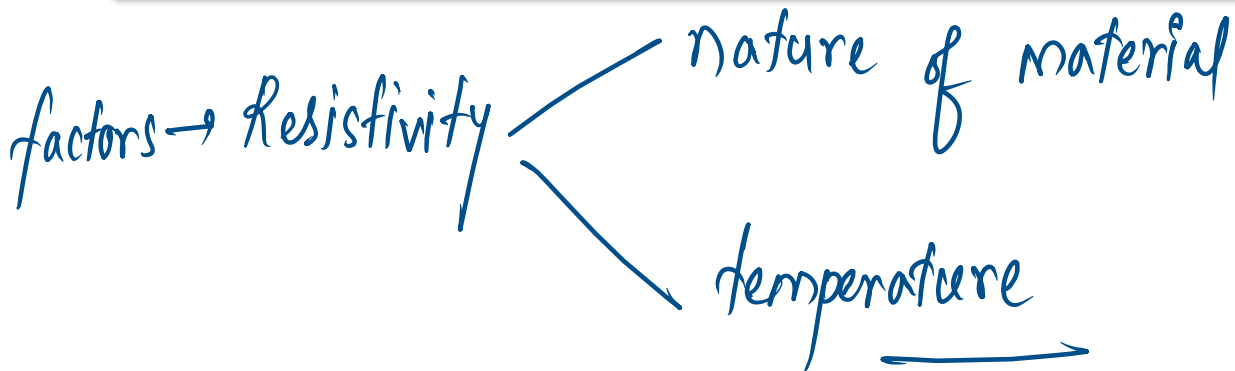 factors → Resistivity
nature of material
temperature